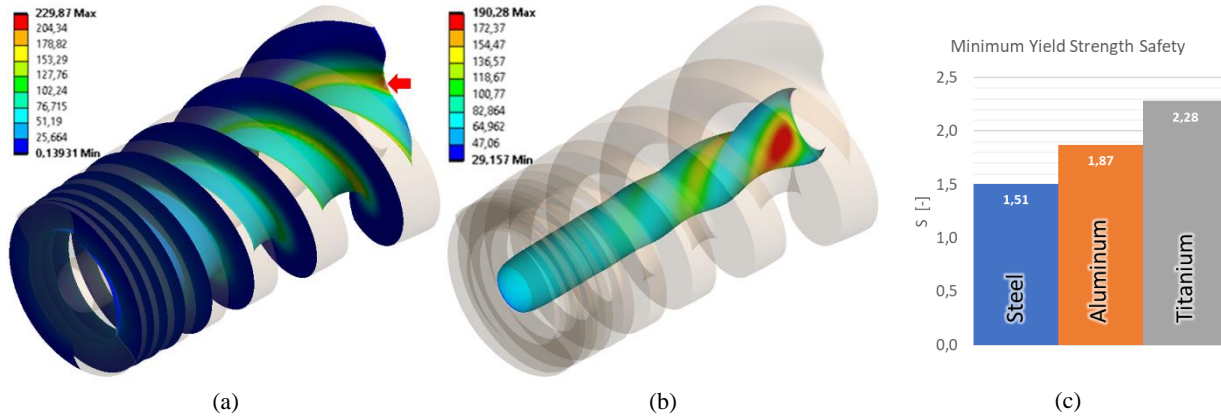 229,87 Max
204,34
178,82
153,29
127,76
102,24
76,715
51,19
25,664
0,13931 Min
(a)
190,28 Max
172,37
154,47
136,57
118,67
100,77
82,864
64,962
47,06
29,157 Min
(b)
Minimum Yield Strength Safety
2,5
2,0
1,5
1,0
0,5
0,0
S [-]
1,51
1,87
2,28
Steel
Aluminum
Titanium
(c)